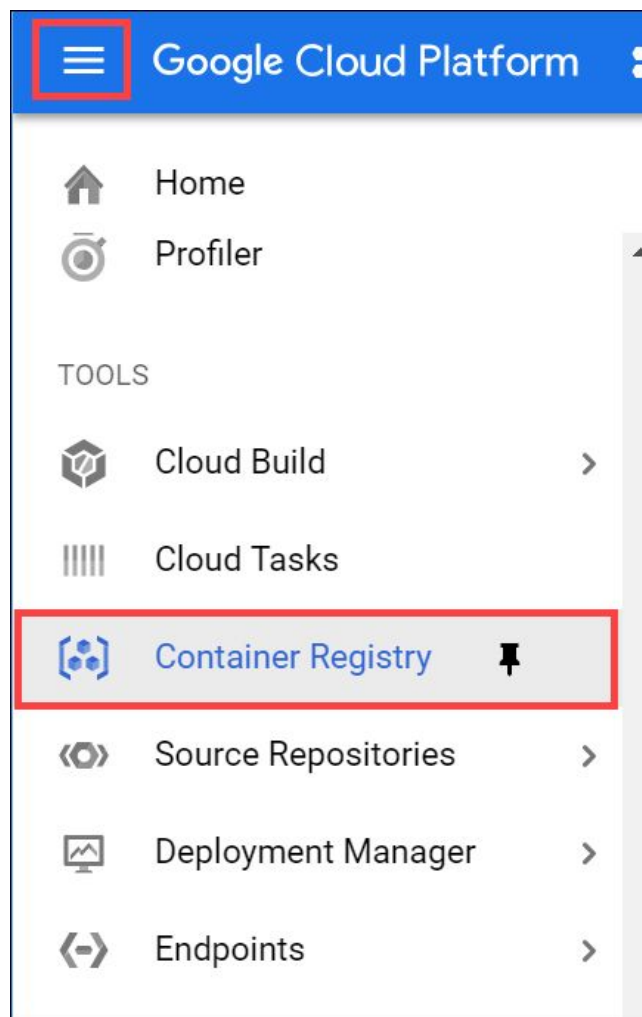 Google Cloud Platform
Home
Profiler
TOOLS
Cloud Build
Cloud Tasks
Container Registry
Source Repositories
Deployment Manager
Endpoints